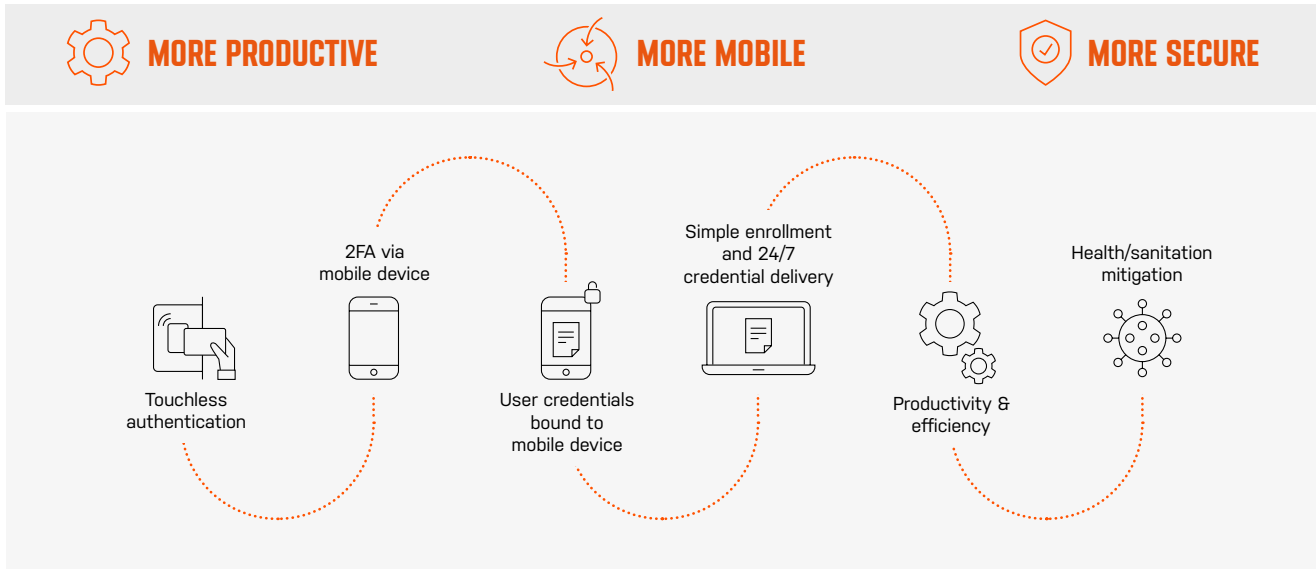 MORE PRODUCTIVE
MORE MOBILE
MORE SECURE
Touchless
authentication
2FA via
mobile device
User credentials
bound to
mobile device
Simple enrollment
and 24/7
credential delivery
Productivity &
efficiency
Health/sanitation
mitigation